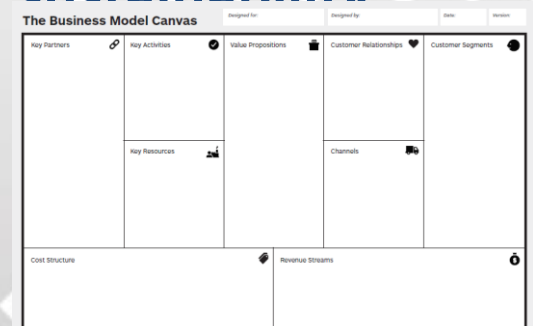 The Business Model Canvas
Designed for:
Designed by:
Date:
Version:
Key Partners
Key Activities
Value Propositions
Customer Relationships
Customer Segments
Key Resources
Channels
Cost Structure
Revenue Streams